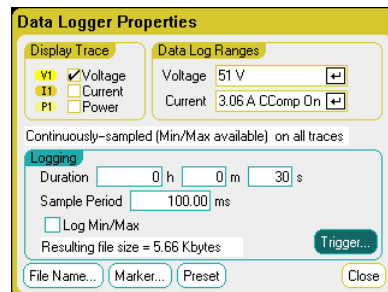 Data Logger Properties
Display Trace
V1 Voltage
I1 Current
P1 Power
Data Log Ranges
Voltage 51 V
Current 3.06 A CComp On
Continuously-sampled (Min/Max available) on all traces
Logging
Duration 0 h 0 m 30 s
Sample Period 100.00 ms
Log Min/Max
Resulting file size = 5.66 Kbytes
Trigger...
File Name... Marker... Preset Close